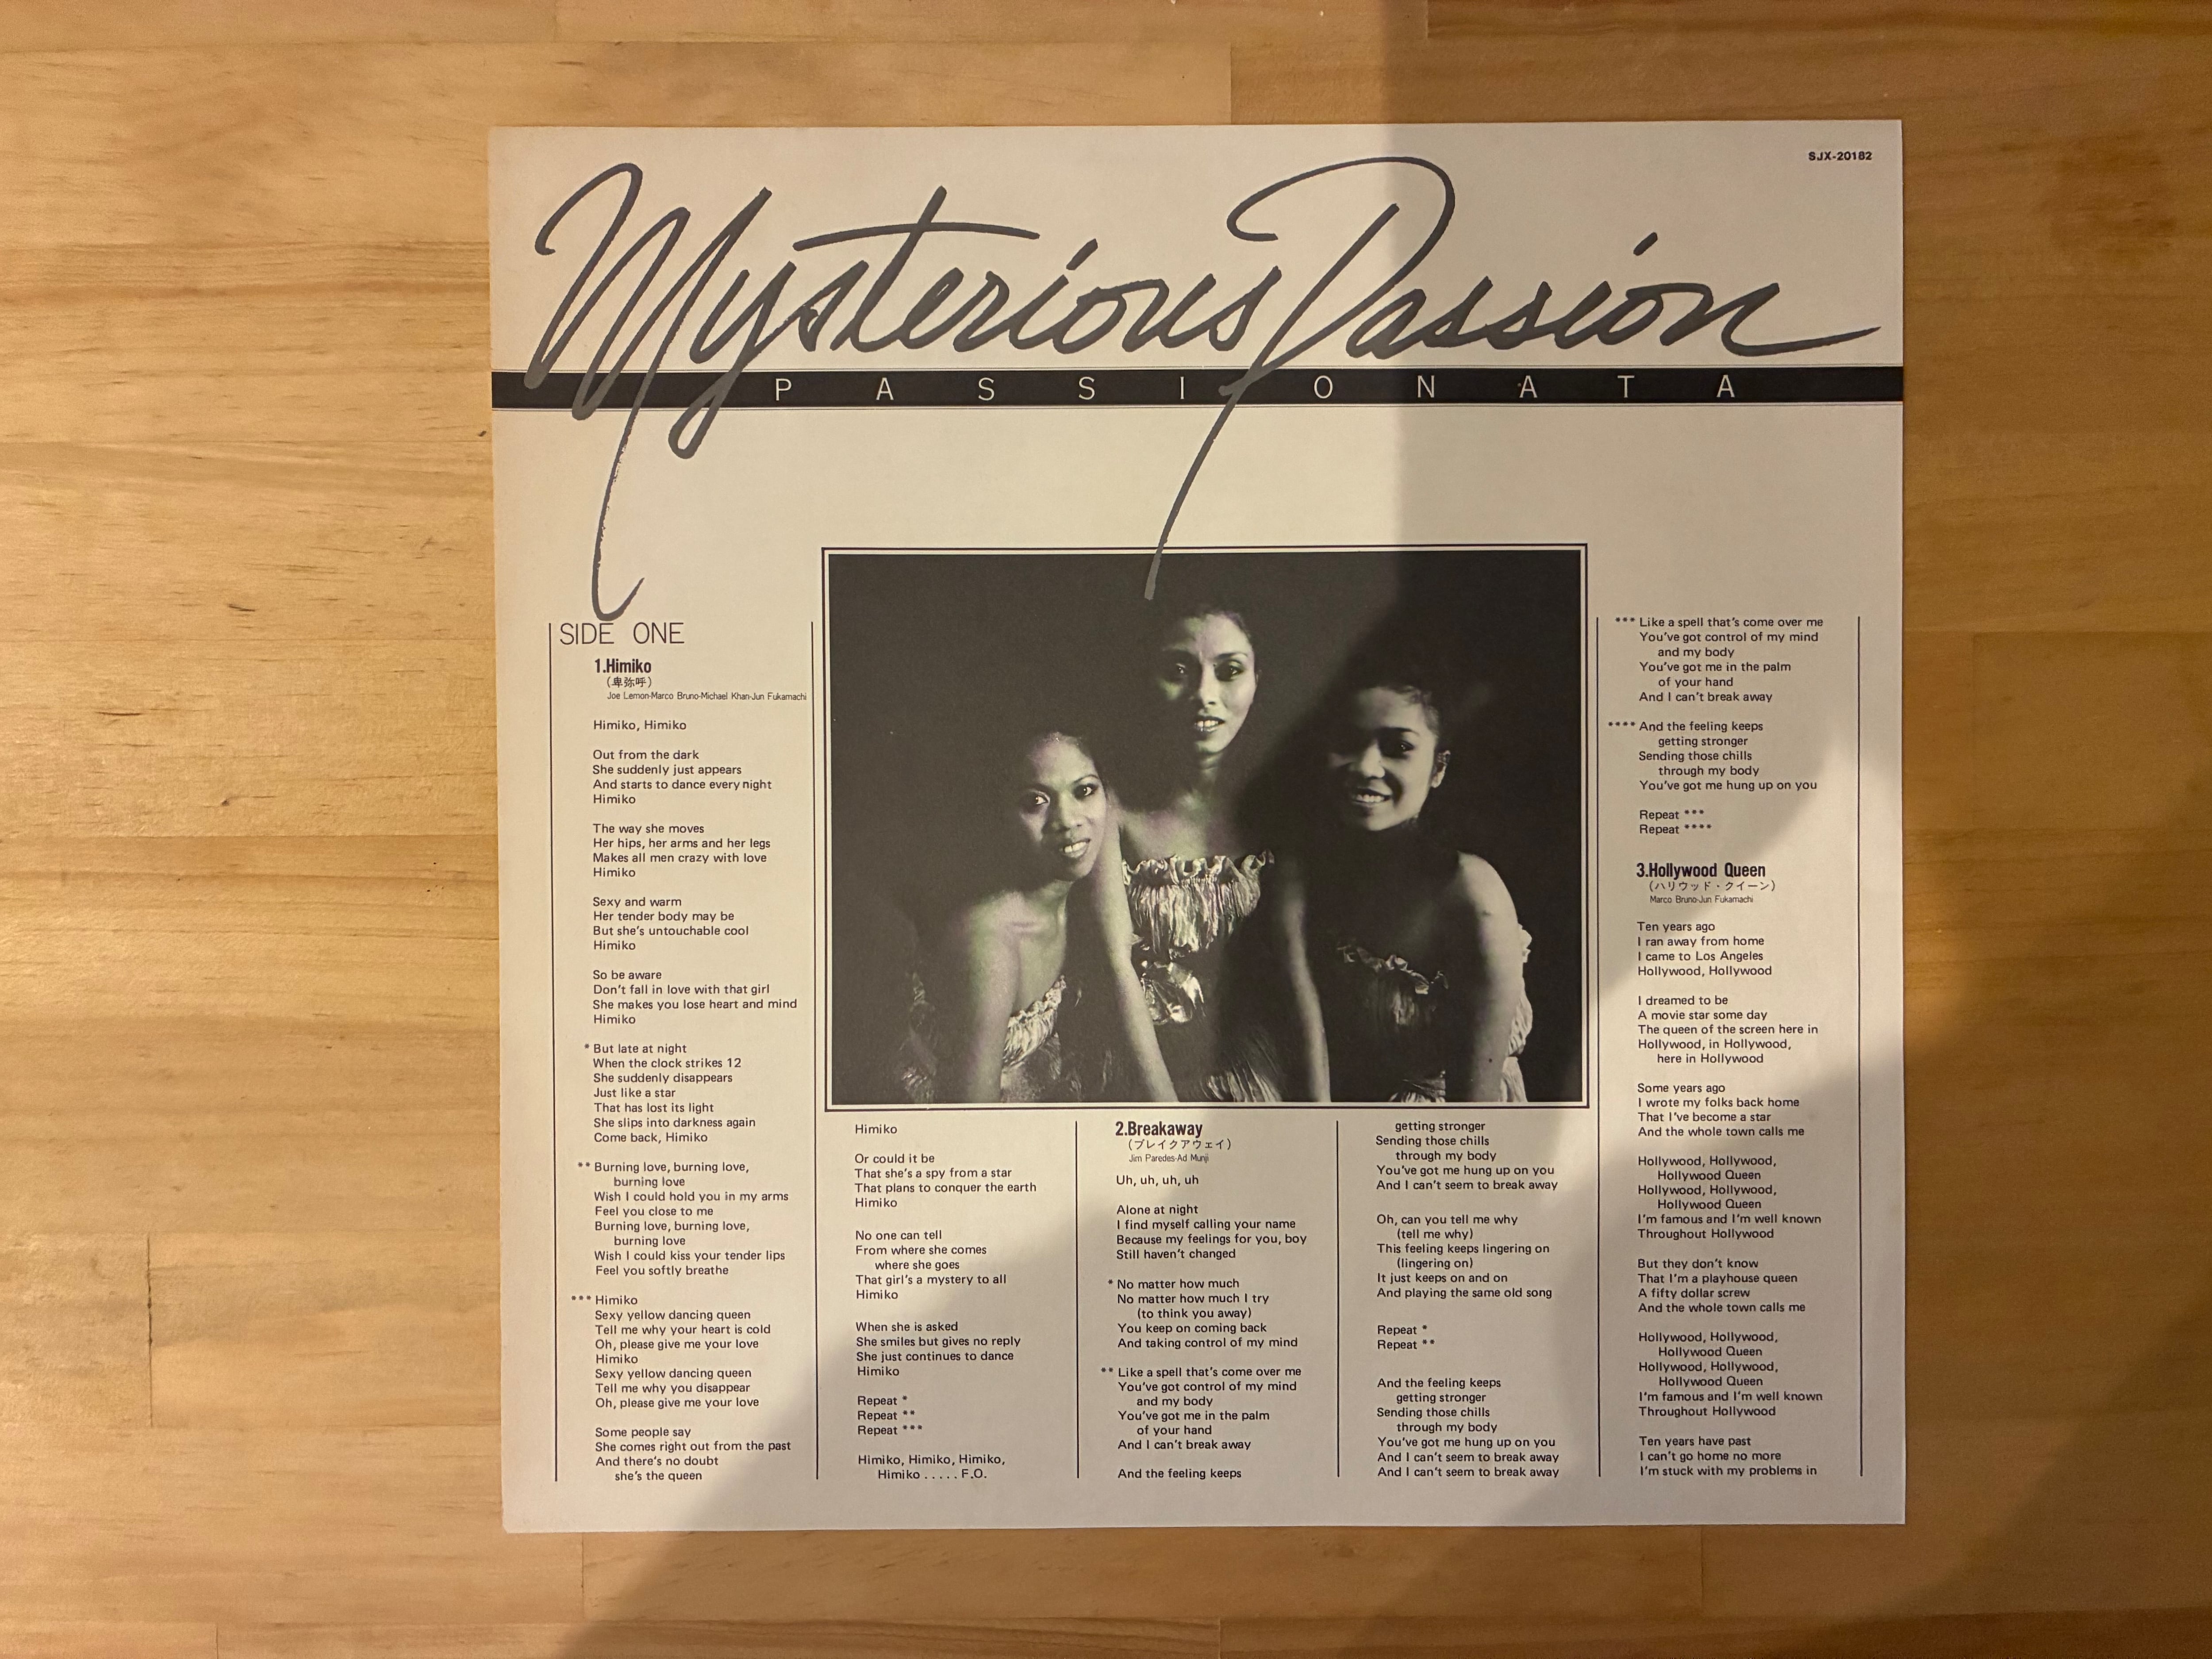 SJX-20182
Mysterious Passion
PASSIONATA
SIDE ONE
1.Himiko
(卑弥呼)
Joe Lemon-Marco Bruno-Michael Khan-Jun Fukamachi
Himiko, Himiko
Out from the dark
She suddenly just appears
And starts to dance every night
Himiko
The way she moves
Her hips, her arms and her legs
Makes all men crazy with love
Himiko
Sexy and warm
Her tender body may be
But she's untouchable cool
Himiko
So be aware
Don't fall in love with that girl
She makes you lose heart and mind
Himiko
* But late at night
When the clock strikes 12
She suddenly disappears
Just like a star
That has lost its light
She slips into darkness again
Come back, Himiko
** Burning love, burning love,
burning love
Wish I could hold you in my arms
Feel you close to me
Burning love, burning love,
burning love
Wish I could kiss your tender lips
Feel you softly breathe
*** Himiko
Sexy yellow dancing queen
Tell me why your heart is cold
Oh, please give me your love
Himiko
Sexy yellow dancing queen
Tell me why you disappear
Oh, please give me your love
Some people say
She comes right out from the past
And there's no doubt
she's the queen
Himiko
Or could it be
That she's a spy from a star
That plans to conquer the earth
Himiko
No one can tell
From where she comes
where she goes
That girl's a mystery to all
Himiko
When she is asked
She smiles but gives no reply
She just continues to dance
Himiko
Repeat *
Repeat **
Repeat ***
Himiko, Himiko, Himiko,
Himiko ..... F.O.
2.Breakaway
(ブレイクアウェイ)
Jim Paredes-Ad Munji
Uh, uh, uh, uh
Alone at night
I find myself calling your name
Because my feelings for you, boy
Still haven't changed
* No matter how much
No matter how much I try
(to think you away)
You keep on coming back
And taking control of my mind
** Like a spell that's come over me
You've got control of my mind
and my body
You've got me in the palm
of your hand
And I can't break away
And the feeling keeps
getting stronger
Sending those chills
through my body
You've got me hung up on you
And I can't seem to break away
Oh, can you tell me why
(tell me why)
This feeling keeps lingering on
(lingering on)
It just keeps on and on
And playing the same old song
Repeat *
Repeat **
And the feeling keeps
getting stronger
Sending those chills
through my body
You've got me hung up on you
And I can't seem to break away
And I can't seem to break away
*** Like a spell that's come over me
You've got control of my mind
and my body
You've got me in the palm
of your hand
And I can't break away
**** And the feeling keeps
getting stronger
Sending those chills
through my body
You've got me hung up on you
Repeat ***
Repeat ****
3.Hollywood Queen
(ハリウッド・クイーン)
Marco Bruno-Jun Fukamachi
Ten years ago
I ran away from home
I came to Los Angeles
Hollywood, Hollywood
I dreamed to be
A movie star some day
The queen of the screen here in
Hollywood, in Hollywood,
here in Hollywood
Some years ago
I wrote my folks back home
That I've become a star
And the whole town calls me
Hollywood, Hollywood,
Hollywood Queen
Hollywood, Hollywood,
Hollywood Queen
I'm famous and I'm well known
Throughout Hollywood
But they don't know
That I'm a playhouse queen
A fifty dollar screw
And the whole town calls me
Hollywood, Hollywood,
Hollywood Queen
Hollywood, Hollywood,
Hollywood Queen
I'm famous and I'm well known
Throughout Hollywood
Ten years have past
I can't go home no more
I'm stuck with my problems in